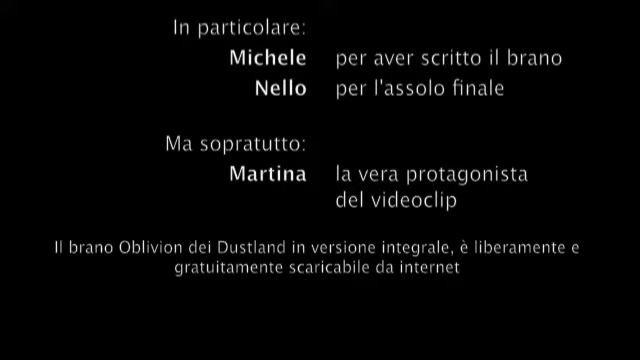 In particolare:
Michele per aver scritto il brano
Nello per l'assolo finale
Ma sopratutto:
Martina la vera protagonista
del videoclip
Il brano Oblivion dei Dustland in versione integrale, è liberamente e
gratuitamente scaricabile da internet